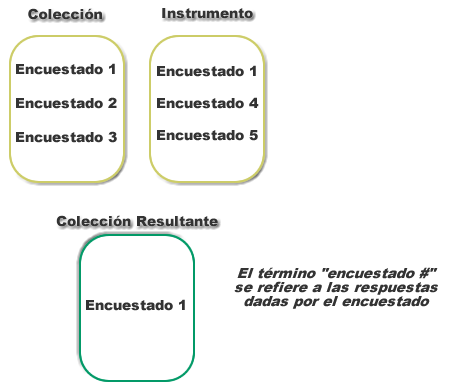 Colección
Instrumento
Encuestado 1
Encuestado 2
Encuestado 3
Encuestado 1
Encuestado 4
Encuestado 5
Colección Resultante
Encuestado 1
El término "encuestado #"
se refiere a las respuestas
dadas por el encuestado